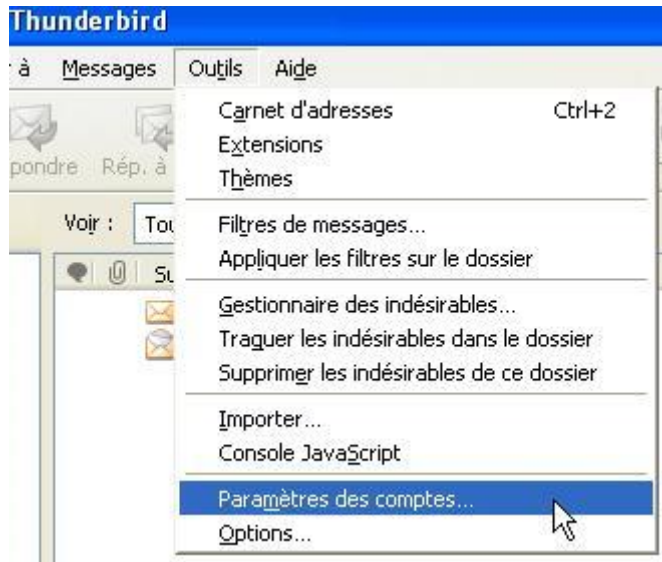 Thunderbird
à Messages Outils Aide
pondre Rép. à
Voir : Tou
Su
Carnet d'adresses Ctrl+2
Extensions
Thèmes
Filtres de messages...
Appliquer les filtres sur le dossier
Gestionnaire des indésirables...
Traquer les indésirables dans le dossier
Supprimer les indésirables de ce dossier
Importer...
Console JavaScript
Paramètres des comptes...
Options...